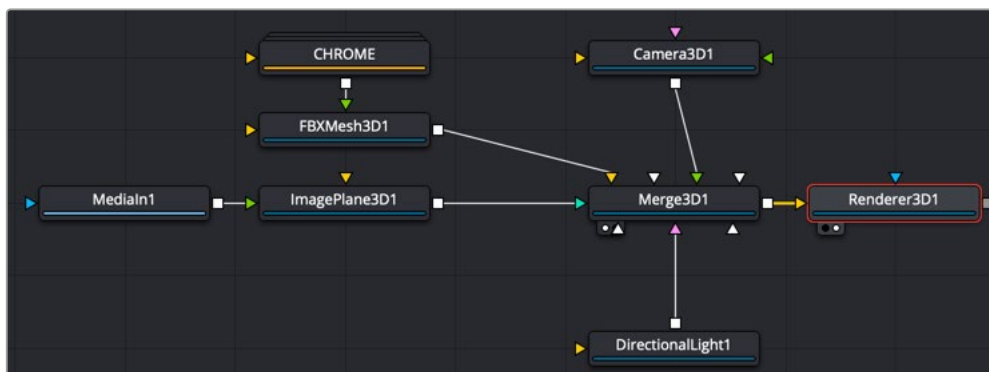 CHROME
Camera3D1
FBXMesh3D1
MediaIn1
ImagePlane3D1
Merge3D1
Renderer3D1
DirectionalLight1